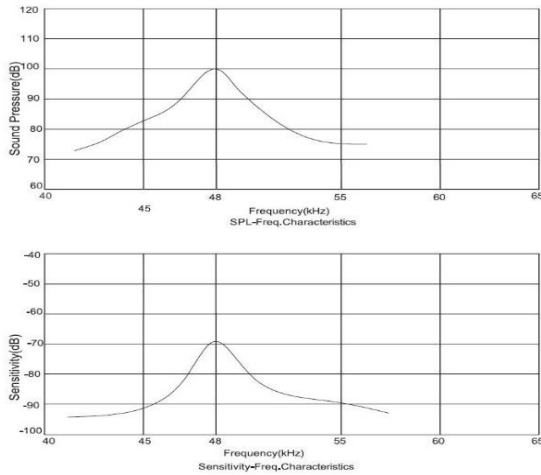 120
110
100
90
80
70
60
Sound Pressure(dB)
40 45 48 55 60 65
Frequency(kHz)
SPL-Freq.Characteristics
-40
-50
-60
-70
-80
-90
-100
Sensitivity(dB)
45 48 55 60 65
Frequency(kHz)
Sensitivity-Freq.Characteristics